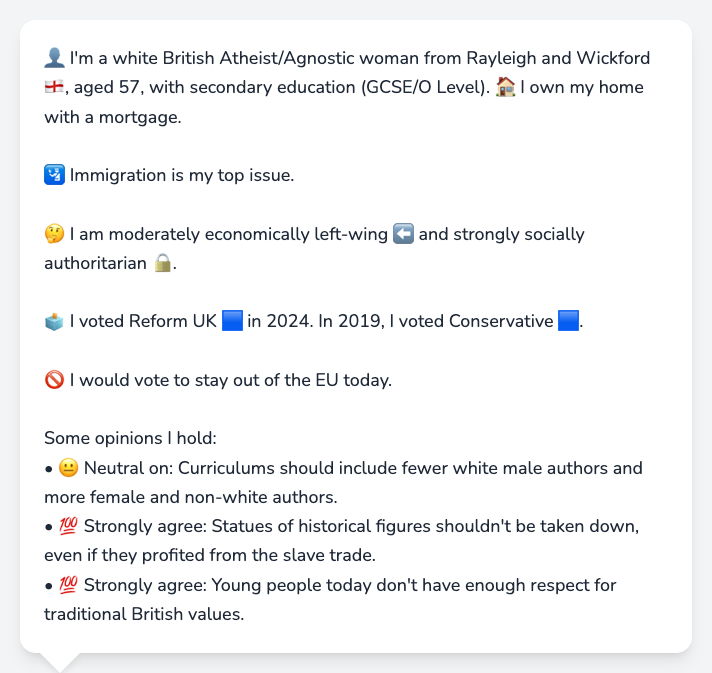 👤 I'm a white British Atheist/Agnostic woman from Rayleigh and Wickford
🏴󠁧󠁢󠁥󠁮󠁧󠁿, aged 57, with secondary education (GCSE/O Level). 🏠 I own my home
with a mortgage.
🛂 Immigration is my top issue.
🤔 I am moderately economically left-wing ⬅️ and strongly socially
authoritarian 🔒.
🗳️ I voted Reform UK 🟦 in 2024. In 2019, I voted Conservative 🟦.
🚫 I would vote to stay out of the EU today.
Some opinions I hold:
• 😐 Neutral on: Curriculums should include fewer white male authors and
more female and non-white authors.
• 💯 Strongly agree: Statues of historical figures shouldn't be taken down,
even if they profited from the slave trade.
• 💯 Strongly agree: Young people today don't have enough respect for
traditional British values.